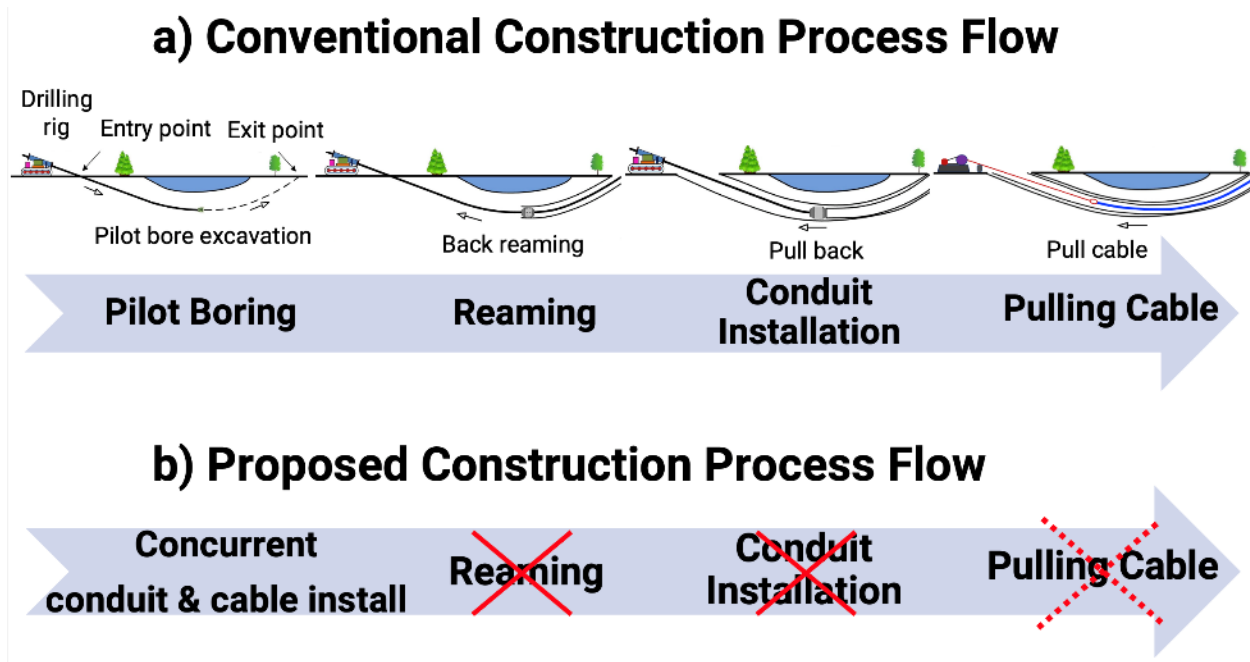 a) Conventional Construction Process Flow
Drilling
rig
Entry point
Exit point
Pilot bore excavation
Back reaming
Pull back
Pull cable
Pilot Boring
Reaming
Conduit
Installation
Pulling Cable
b) Proposed Construction Process Flow
Concurrent
conduit & cable install
Reaming
Conduit
Installation
Pulling Cable